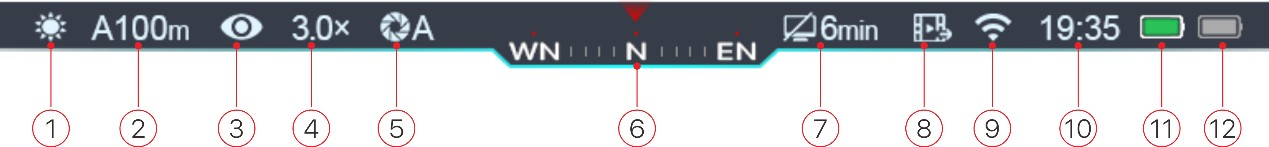 A100m 3.0× A WN N EN 6min 19:35
① ② ③ ④ ⑤ ⑥ ⑦ ⑧ ⑨ ⑩ ⑪ ⑫